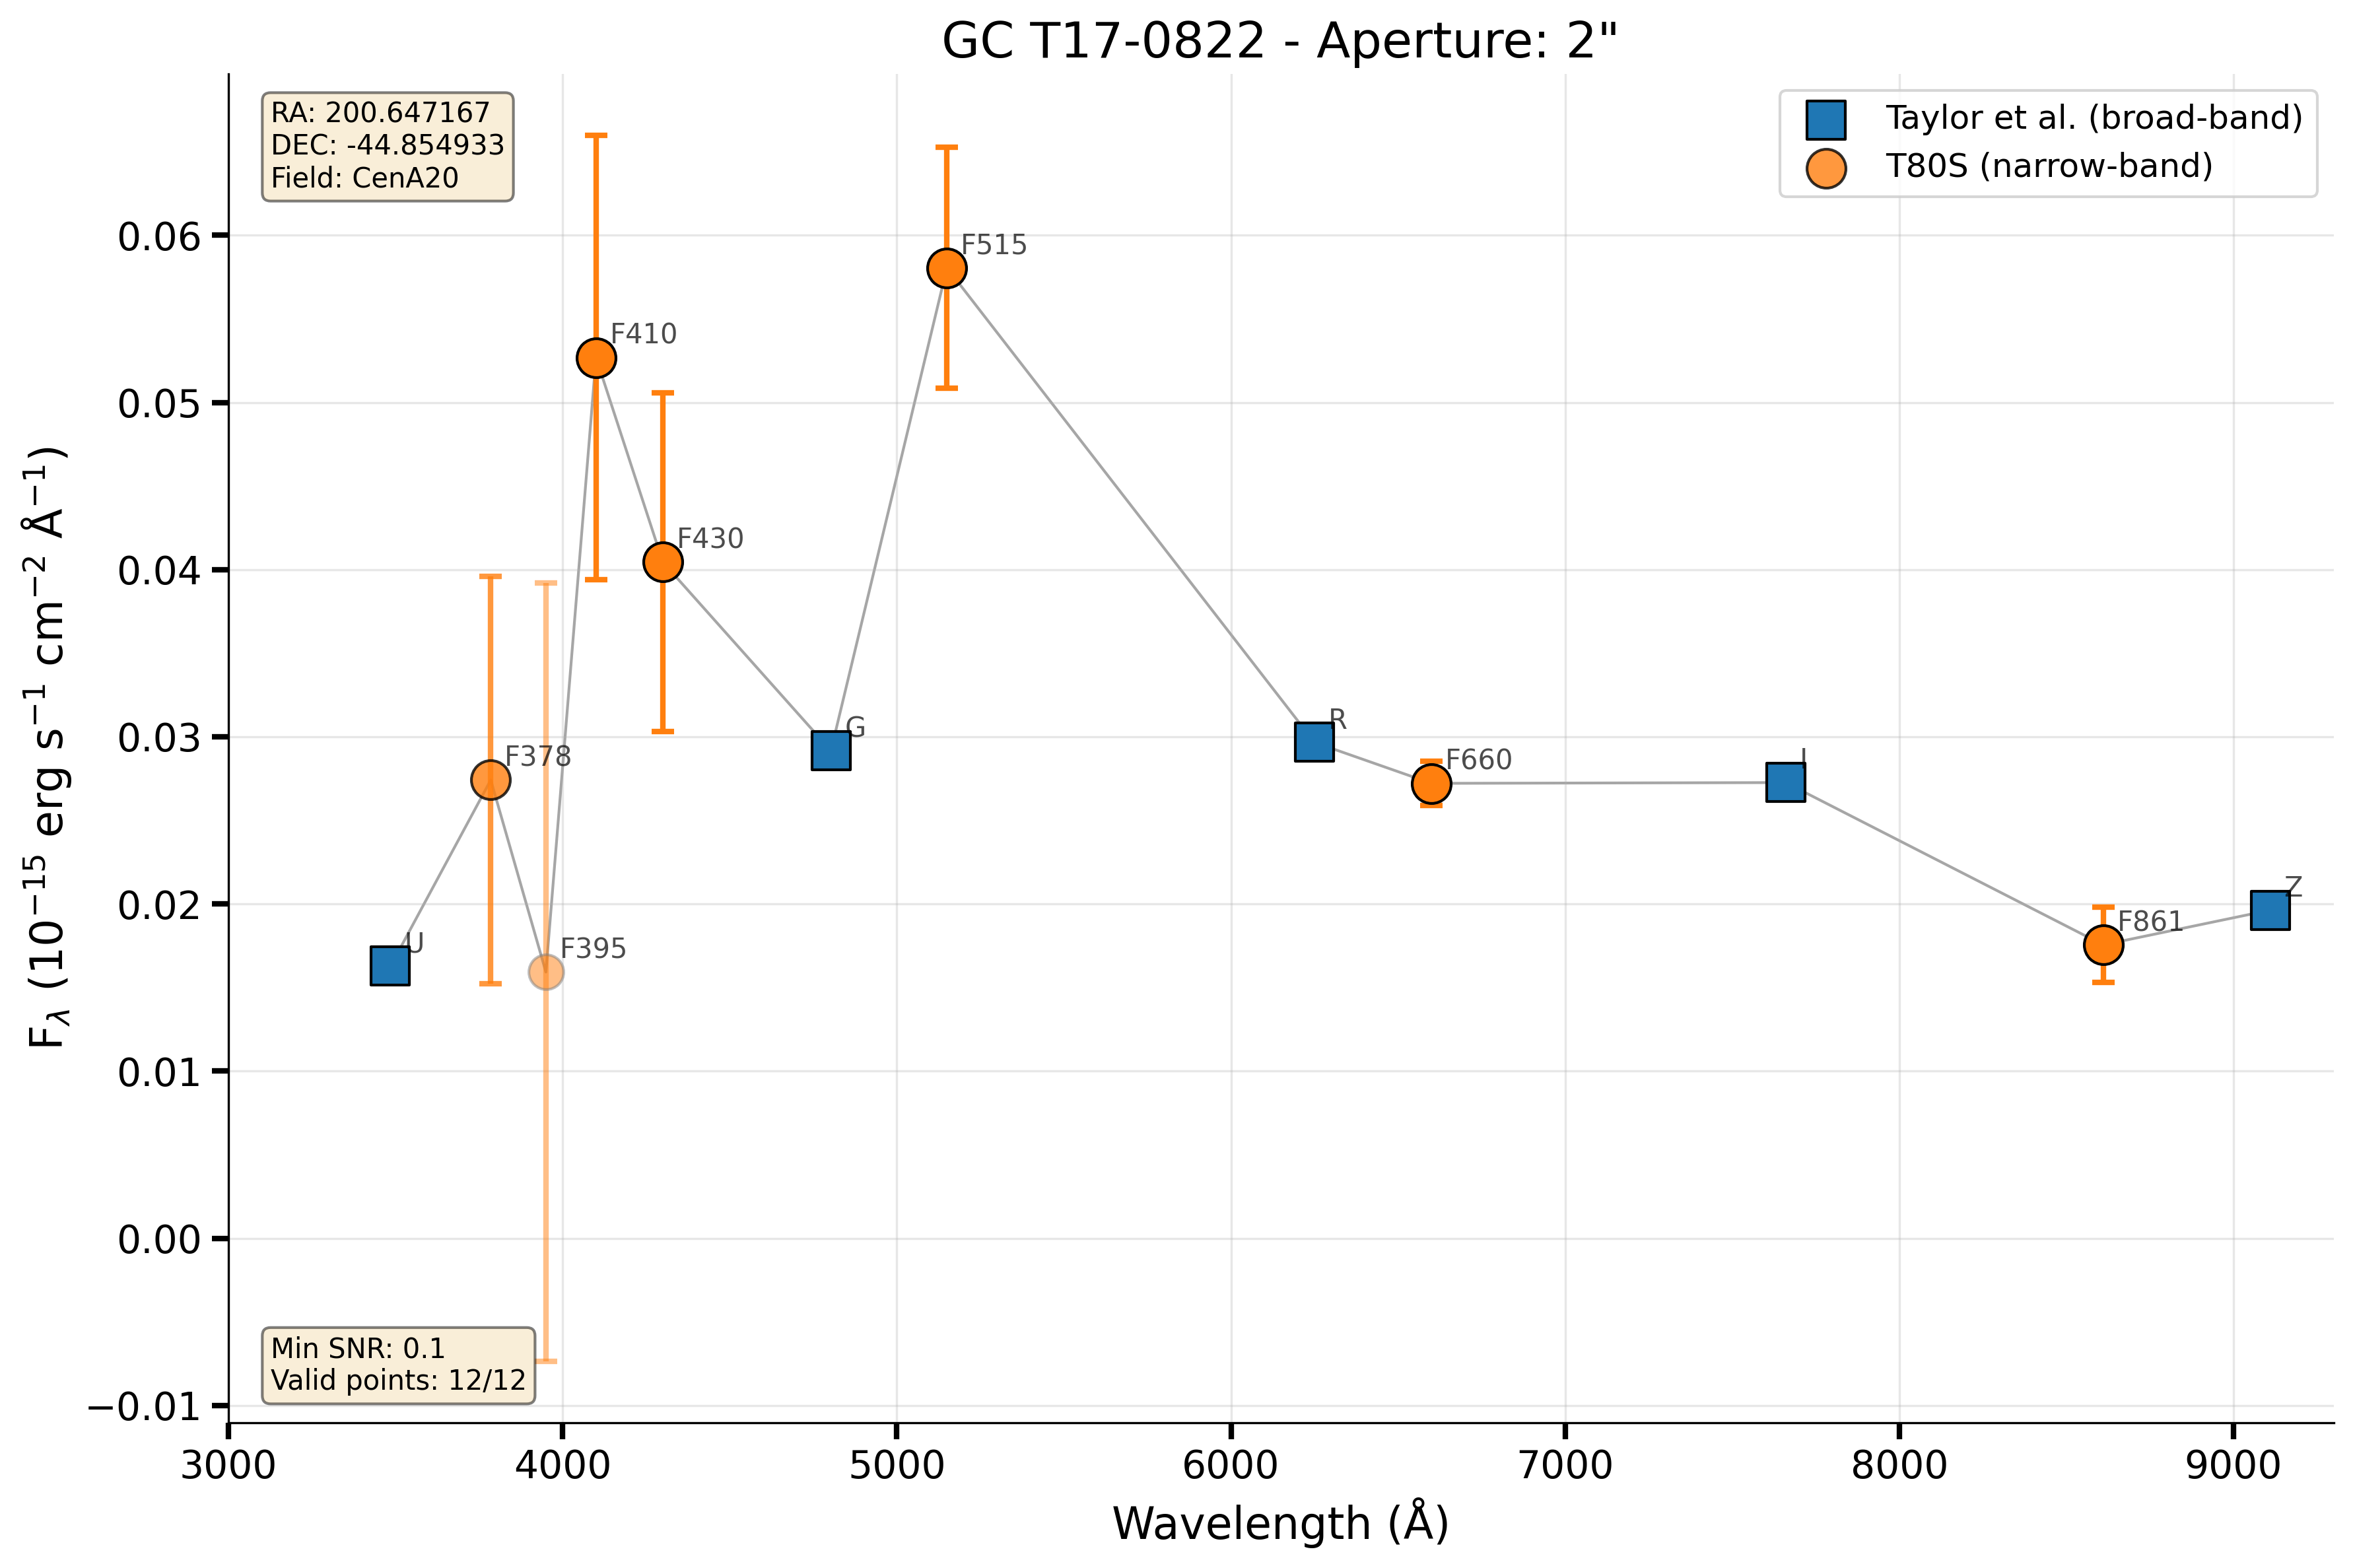 GC T17-0822 - Aperture: 2"
RA: 200.647167
DEC: -44.854933
Field: CenA20
Taylor et al. (broad-band)
T80S (narrow-band)
F_λ (10⁻¹⁵ erg s⁻¹ cm⁻² Å⁻¹)
0.06
0.05
0.04
0.03
0.02
0.01
0.00
−0.01
U
F378
F395
F410
F430
G
F515
R
F660
I
F861
Z
Min SNR: 0.1
Valid points: 12/12
3000 4000 5000 6000 7000 8000 9000
Wavelength (Å)